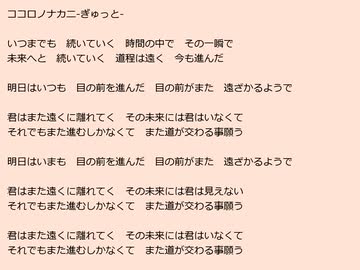 ココロノナカニ-ぎゅっと-
いつまでも　続いていく　時間の中で　その一瞬で
未来へと　続いていく　道程は遠く　今も進んだ
明日はいつも　目の前を進んだ　目の前がまた　遠ざかるようで
君はまた遠くに離れてく　その未来には君はいなくて
それでもまた進むしかなくて　また道が交わる事願う
明日はいまも　目の前を進んだ　目の前がまた　遠ざかるようで
君はまた遠くに離れてく　その未来には君は見えない
それでもまた進むしかなくて　また道が交わる事願う
君はまた遠くに離れてく　その未来には君はいなくて
それでもまた進むしかなくて　また道が交わる事願う